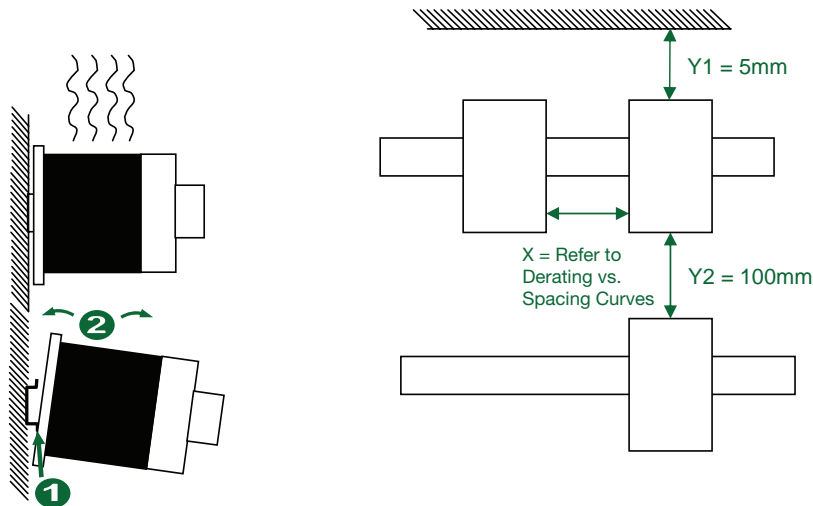 Y1 = 5mm
X = Refer to
Derating vs.
Spacing Curves
Y2 = 100mm
2
1